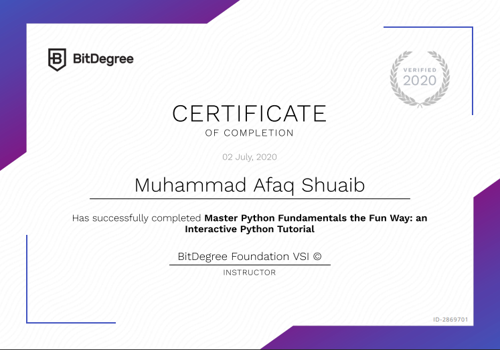 BitDegree
VERIFIED
2020
CERTIFICATE
OF COMPLETION
02 July, 2020
Muhammad Afaq Shuaib
Has successfully completed Master Python Fundamentals the Fun Way: an
Interactive Python Tutorial
BitDegree Foundation VSI ©
INSTRUCTOR
ID-2869701